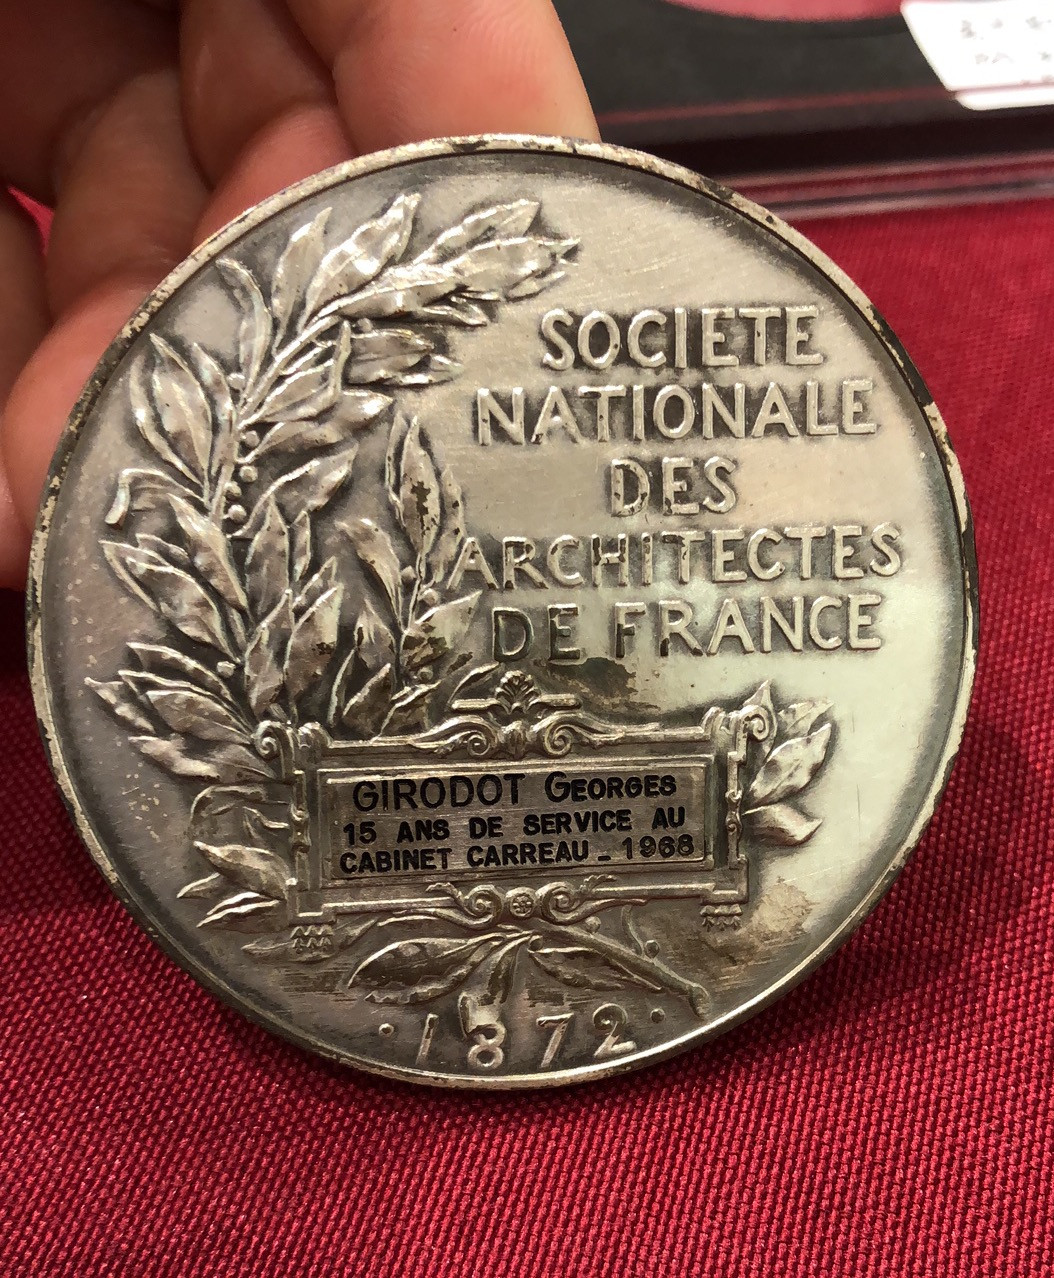 SOCIETE
NATIONALE
DES
ARCHITECTES
DE FRANCE
GIRODOT GEORGES
15 ANS DE SERVICE AU
CABINET CARREAU _ 1968
· 1872 ·